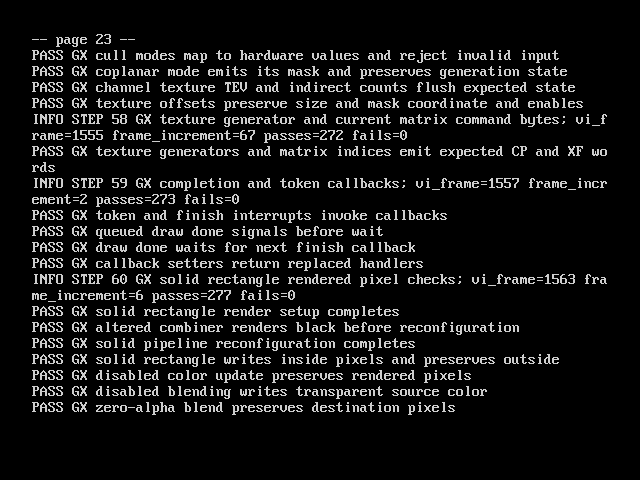 -- page 23 --
PASS GX cull modes map to hardware values and reject invalid input
PASS GX coplanar mode emits its mask and preserves generation state
PASS GX channel texture TEV and indirect counts flush expected state
PASS GX texture offsets preserve size and mask coordinate and enables
INFO STEP 58 GX texture generator and current matrix command bytes; vi_f
rame=1555 frame_increment=67 passes=272 fails=0
PASS GX texture generators and matrix indices emit expected CP and XF wo
rds
INFO STEP 59 GX completion and token callbacks; vi_frame=1557 frame_incr
ement=2 passes=273 fails=0
PASS GX token and finish interrupts invoke callbacks
PASS GX queued draw done signals before wait
PASS GX draw done waits for next finish callback
PASS GX callback setters return replaced handlers
INFO STEP 60 GX solid rectangle rendered pixel checks; vi_frame=1563 fra
me_increment=6 passes=277 fails=0
PASS GX solid rectangle render setup completes
PASS GX altered combiner renders black before reconfiguration
PASS GX solid pipeline reconfiguration completes
PASS GX solid rectangle writes inside pixels and preserves outside
PASS GX disabled color update preserves rendered pixels
PASS GX disabled blending writes transparent source color
PASS GX zero-alpha blend preserves destination pixels